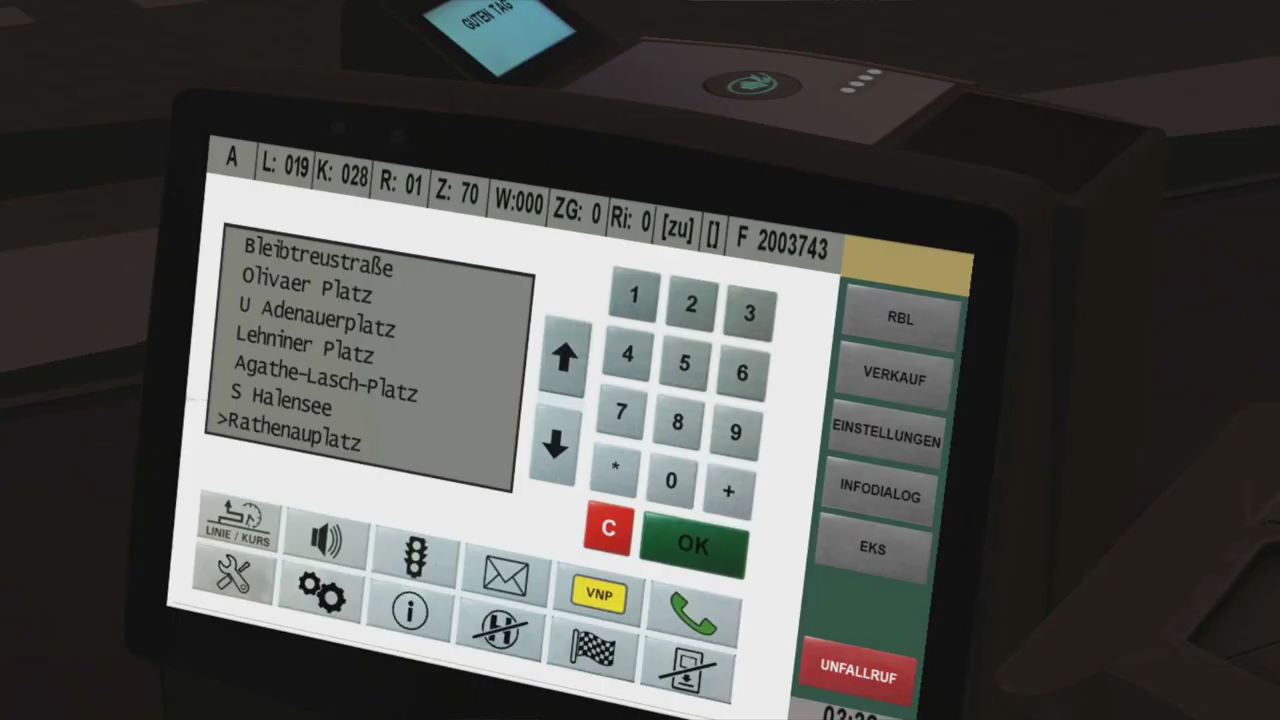 GUTEN TAG
A L: 019 K: 028 R: 01 Z: 70 W:000 ZG: 0 Ri: 0 [zu] [] F 2003743
Bleibtreustraße
Olivaer Platz
U Adenauerplatz
Lehniner Platz
Agathe-Lasch-Platz
S Halensee
>Rathenauplatz
1 2 3
4 5 6
7 8 9
* 0 +
C OK
RBL
VERKAUF
EINSTELLUNGEN
INFODIALOG
EKS
LINIE / KURS
VNP
i
H
UNFALLRUF